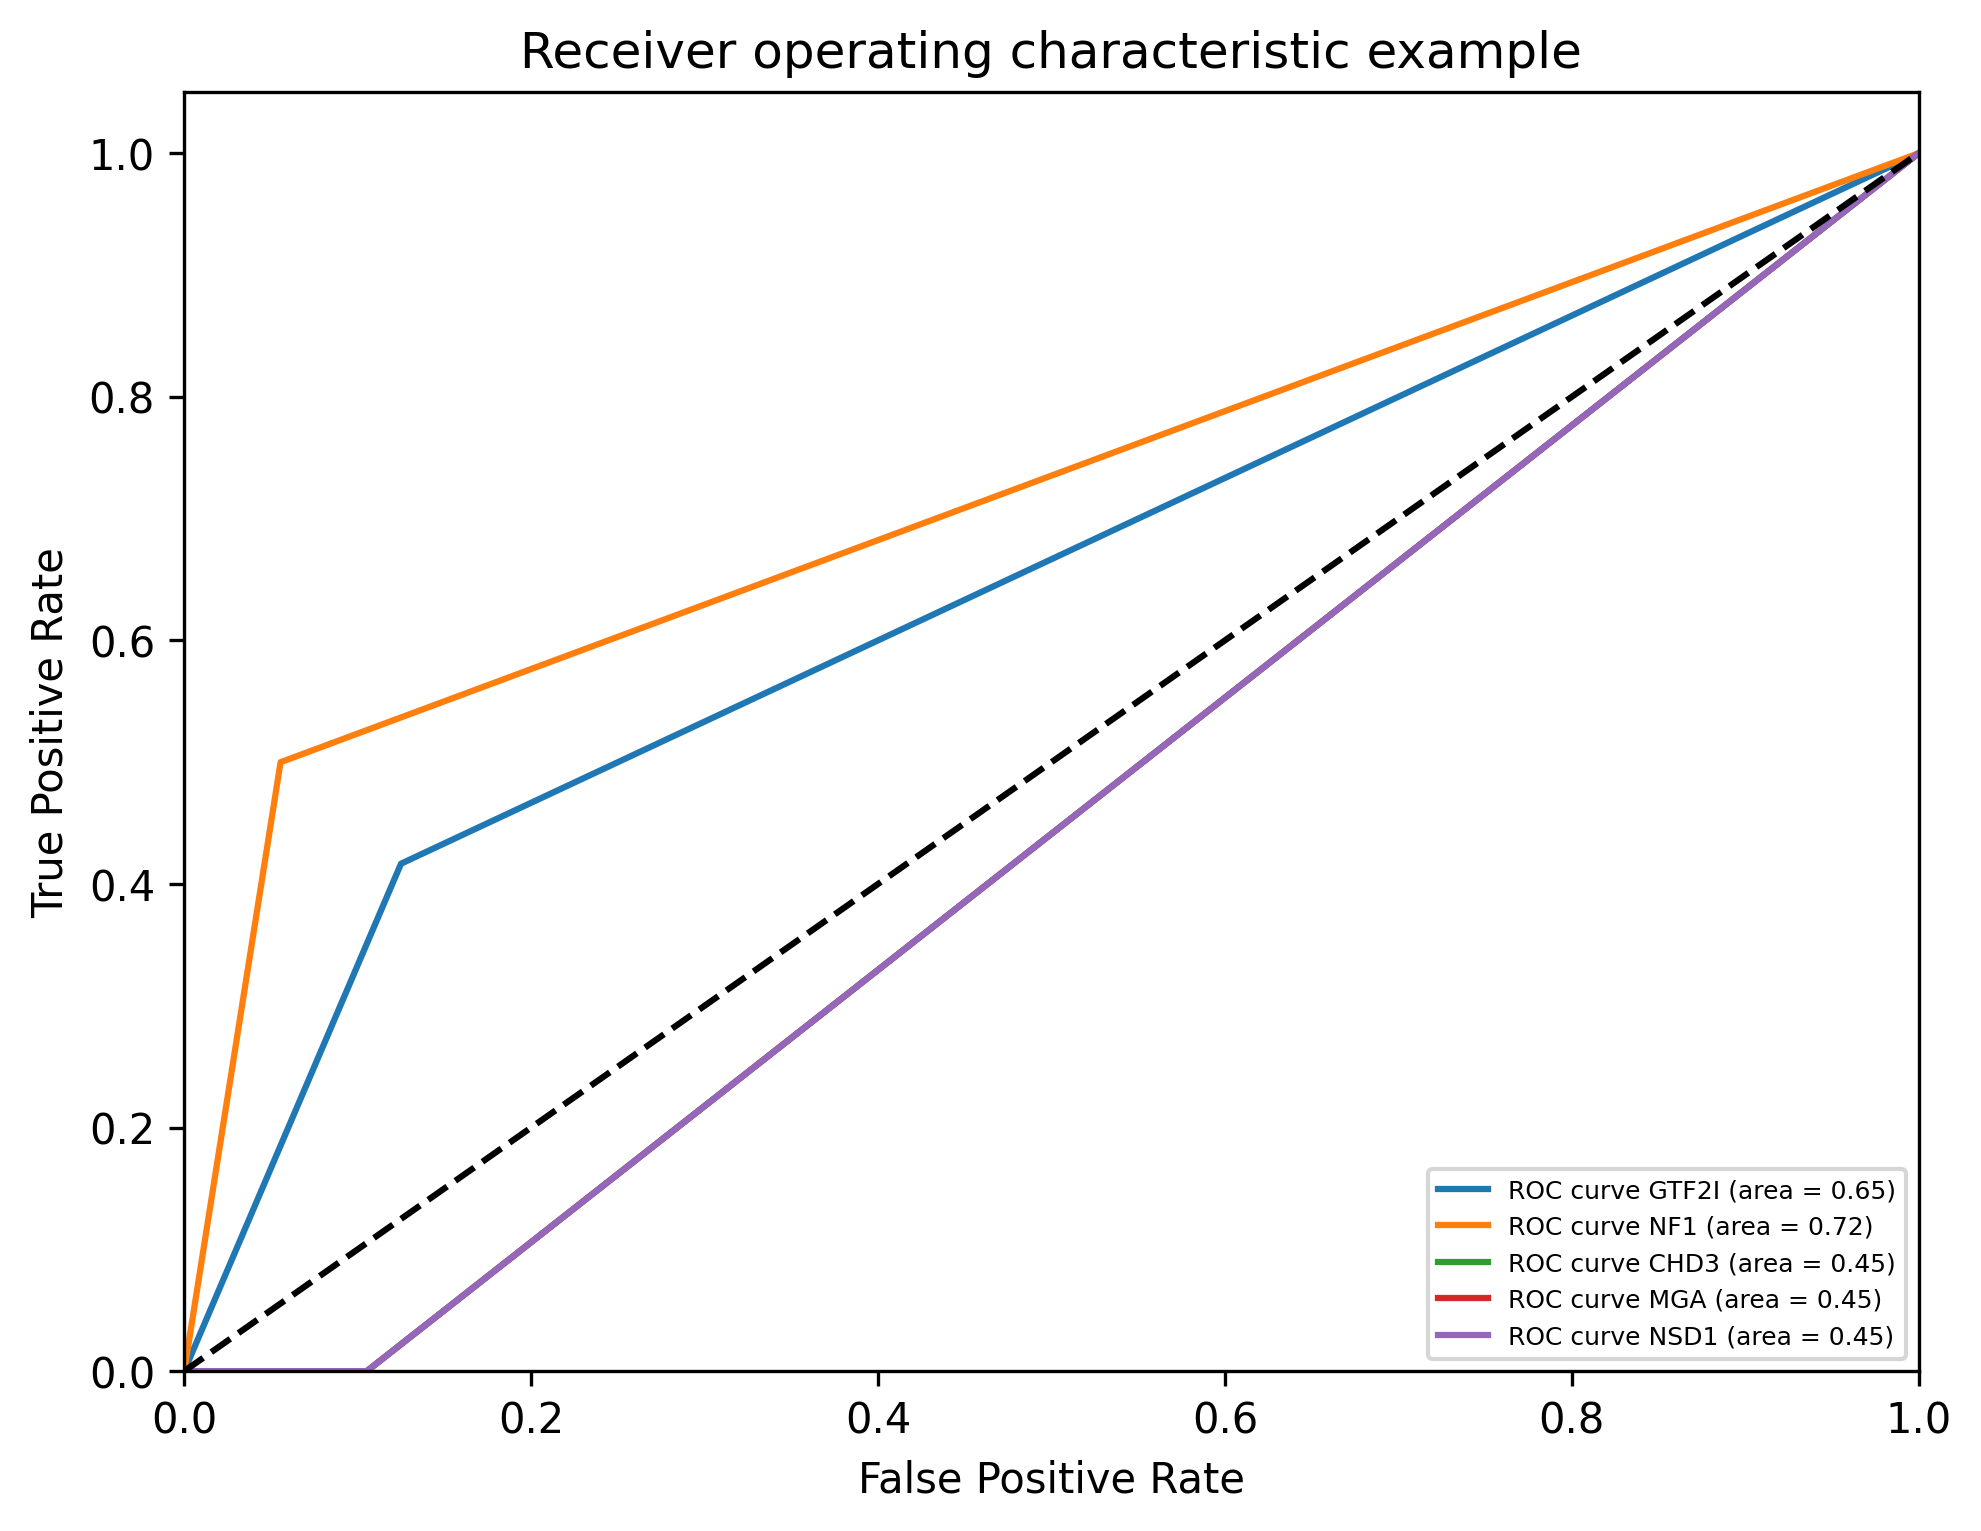 Receiver operating characteristic example
True Positive Rate
1.0
0.8
0.6
0.4
0.2
0.0
0.0 0.2 0.4 0.6 0.8 1.0
False Positive Rate
ROC curve GTF2I (area = 0.65)
ROC curve NF1 (area = 0.72)
ROC curve CHD3 (area = 0.45)
ROC curve MGA (area = 0.45)
ROC curve NSD1 (area = 0.45)